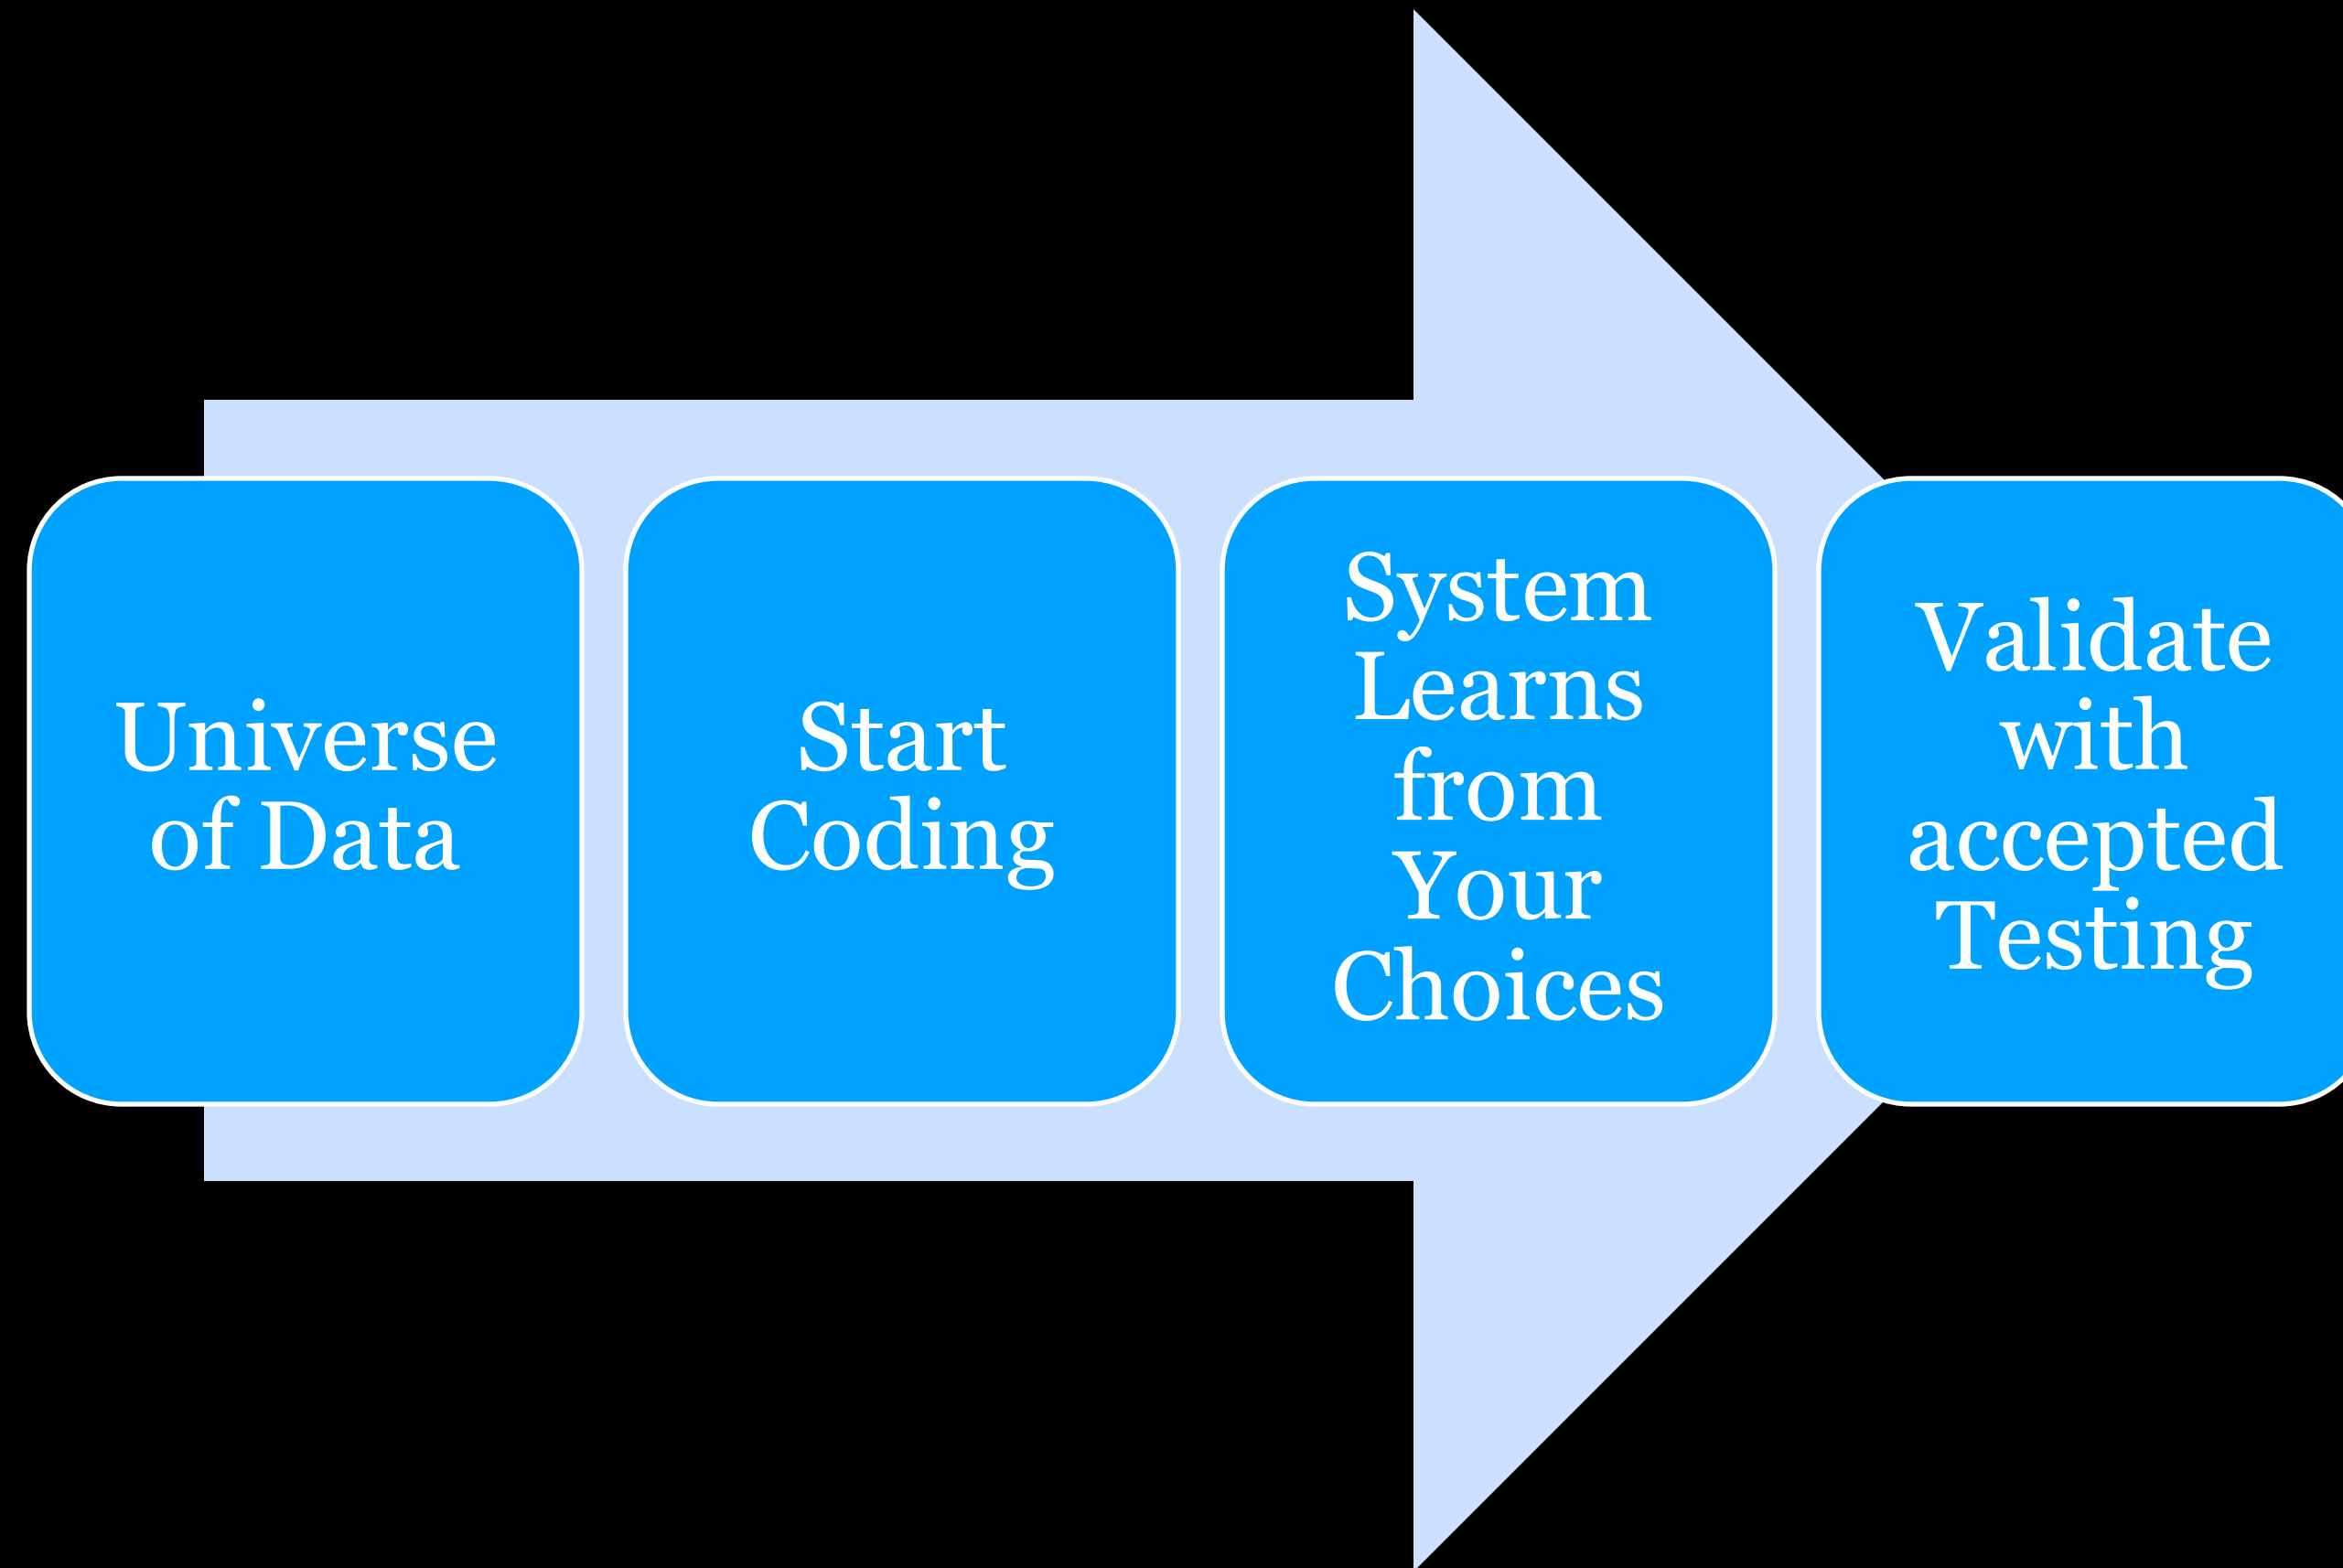 Universe
of Data
Start
Coding
System
Learns
from
Your
Choices
Validate
with
accepted
Testing